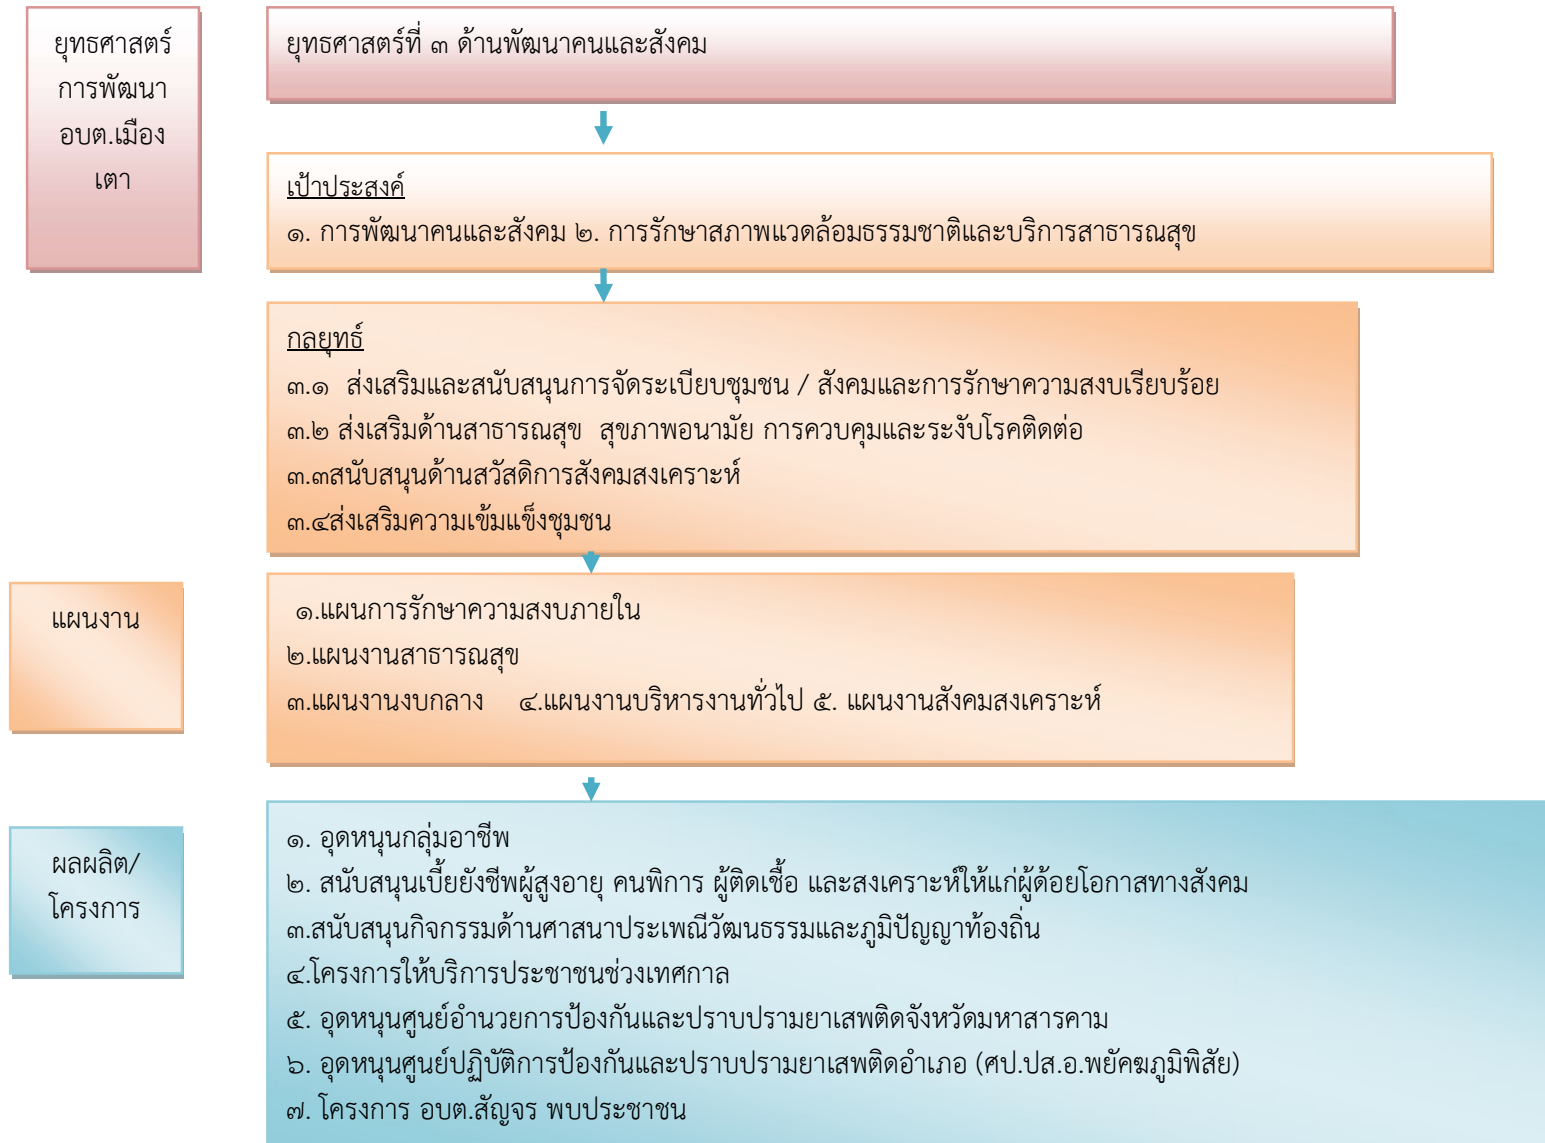 ยุทธศาสตร์
การพัฒนา
อบต.เมือง
เตา
ยุทธศาสตร์ที่ ๓ ด้านพัฒนาคนและสังคม
เป้าประสงค์
๑. การพัฒนาคนและสังคม ๒. การรักษาสภาพแวดล้อมธรรมชาติและบริการสาธารณสุข
กลยุทธ์
๓.๑ ส่งเสริมและสนับสนุนการจัดระเบียบชุมชน / สังคมและการรักษาความสงบเรียบร้อย
๓.๒ ส่งเสริมด้านสาธารณสุข สุขภาพอนามัย การควบคุมและระงับโรคติดต่อ
๓.๓สนับสนุนด้านสวัสดิการสังคมสงเคราะห์
๓.๔ส่งเสริมความเข้มแข็งชุมชน
แผนงาน
๑.แผนการรักษาความสงบภายใน
๒.แผนงานสาธารณสุข
๓.แผนงานงบกลาง ๔.แผนงานบริหารงานทั่วไป ๕. แผนงานสังคมสงเคราะห์
ผลผลิต/
โครงการ
๑. อุดหนุนกลุ่มอาชีพ
๒. สนับสนุนเบี้ยยังชีพผู้สูงอายุ คนพิการ ผู้ติดเชื้อ และสงเคราะห์ให้แก่ผู้ด้อยโอกาสทางสังคม
๓.สนับสนุนกิจกรรมด้านศาสนาประเพณีวัฒนธรรมและภูมิปัญญาท้องถิ่น
๔.โครงการให้บริการประชาชนช่วงเทศกาล
๕. อุดหนุนศูนย์อำนวยการป้องกันและปราบปรามยาเสพติดจังหวัดมหาสารคาม
๖. อุดหนุนศูนย์ปฏิบัติการป้องกันและปราบปรามยาเสพติดอำเภอ (ศป.ปส.อ.พยัคฆภูมิพิสัย)
๗. โครงการ อบต.สัญจร พบประชาชน